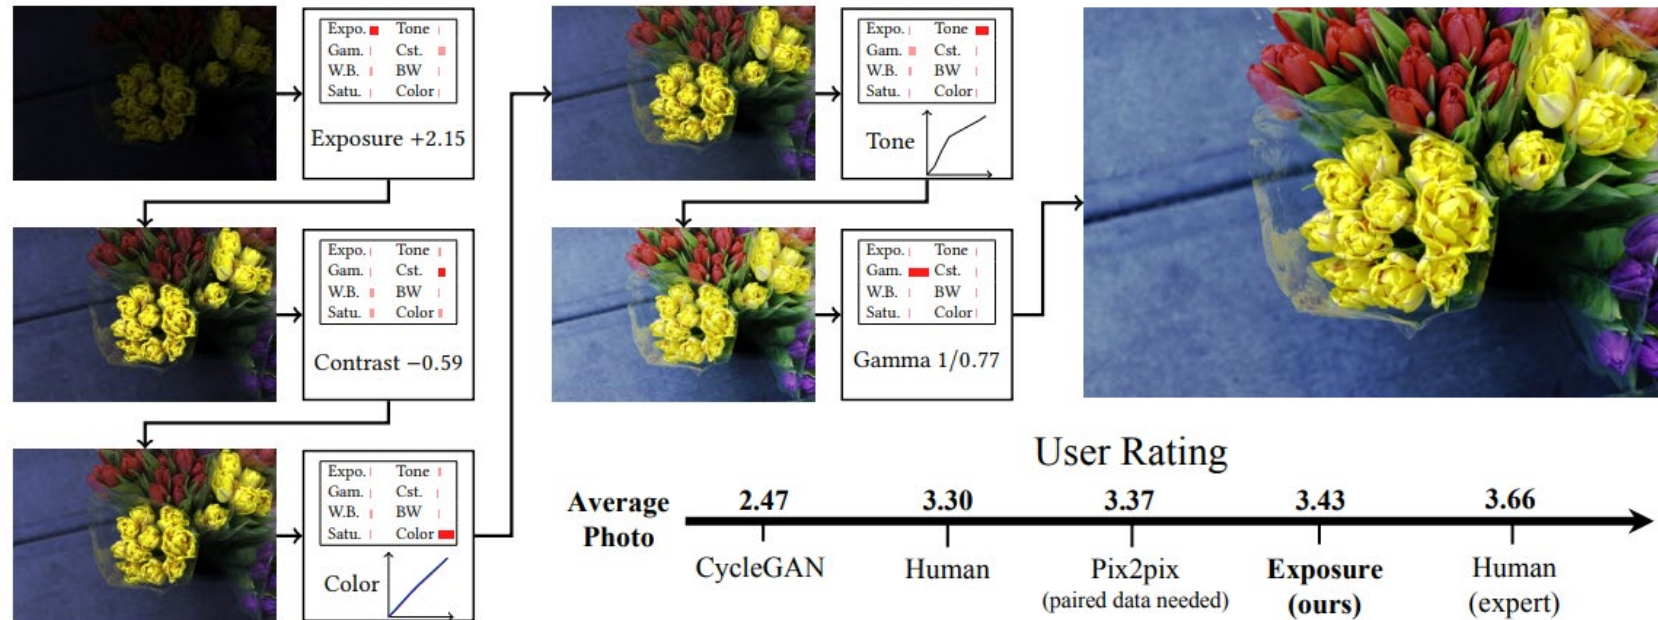 Expo. Tone
Gam. Cst.
W.B. BW
Satu. Color
Exposure +2.15
Expo. Tone
Gam. Cst.
W.B. BW
Satu. Color
Contrast −0.59
Expo. Tone
Gam. Cst.
W.B. BW
Satu. Color
Color
Expo. Tone
Gam. Cst.
W.B. BW
Satu. Color
Tone
Expo. Tone
Gam. Cst.
W.B. BW
Satu. Color
Gamma 1/0.77
User Rating
Average
Photo
2.47 3.30 3.37 3.43 3.66
CycleGAN Human Pix2pix Exposure Human
(paired data needed) (ours) (expert)